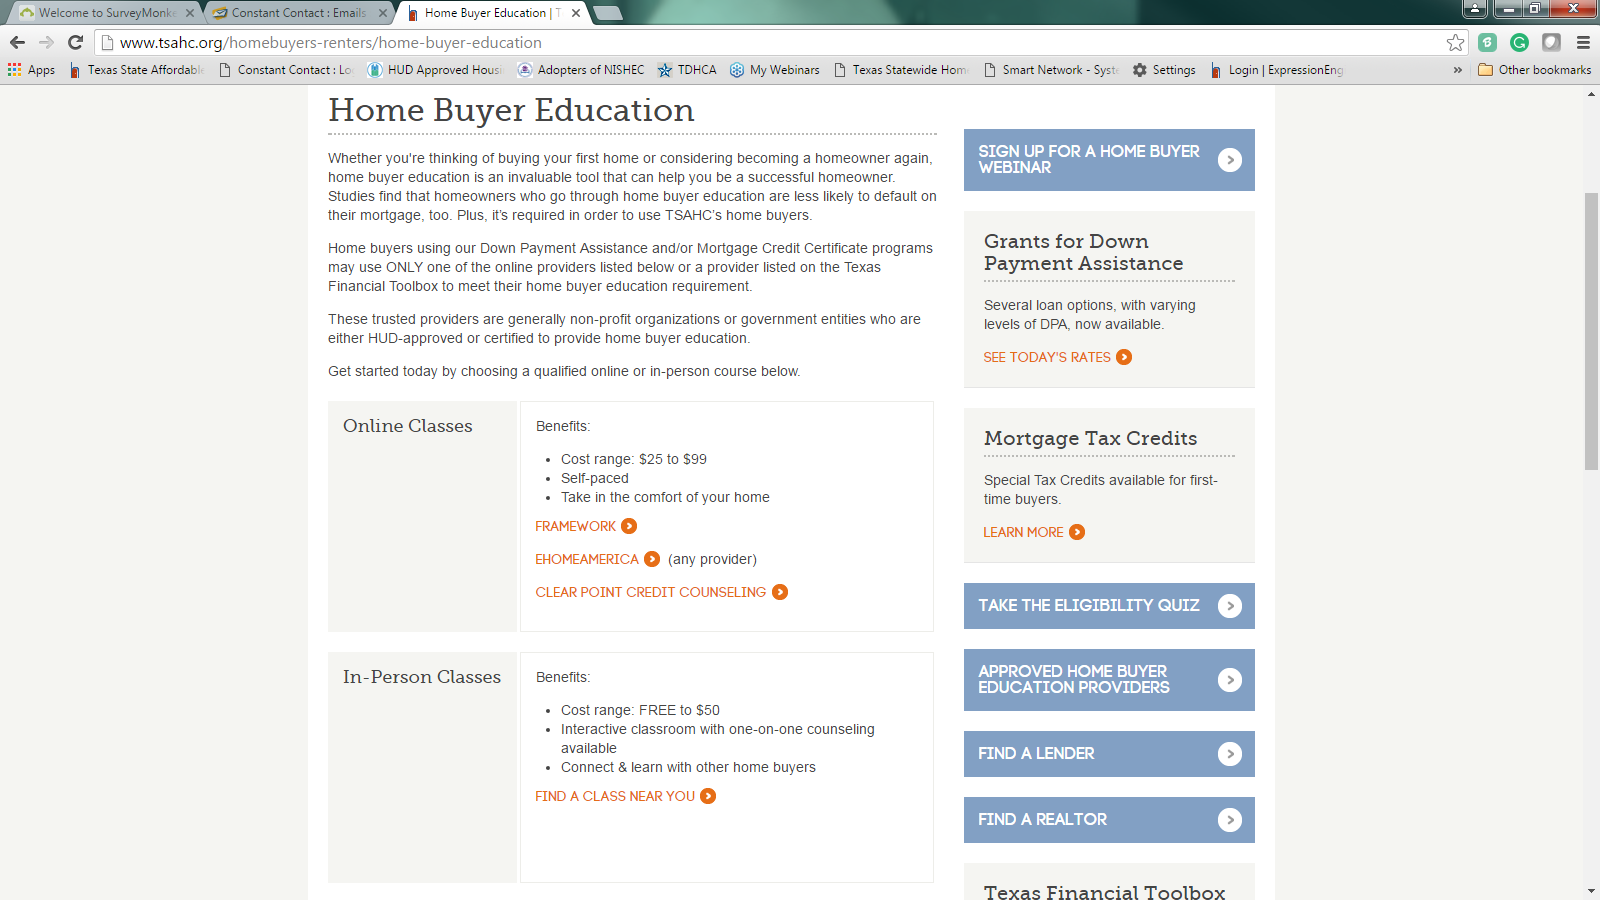 Welcome to SurveyMonke
Constant Contact : Emails
Home Buyer Education | T
www.tsahc.org/homebuyers-renters/home-buyer-education
Apps
Texas State Affordabl
Constant Contact : Lo
HUD Approved Housi
Adopters of NISHEC
TDHCA
My Webinars
Texas Statewide Hom
Smart Network - Syst
Settings
Login | ExpressionEng
»
Other bookmarks
Home Buyer Education
Whether you're thinking of buying your first home or considering becoming a homeowner again,
home buyer education is an invaluable tool that can help you be a successful homeowner.
Studies find that homeowners who go through home buyer education are less likely to default on
their mortgage, too. Plus, it's required in order to use TSAHC's home buyers.
Home buyers using our Down Payment Assistance and/or Mortgage Credit Certificate programs
may use ONLY one of the online providers listed below or a provider listed on the Texas
Financial Toolbox to meet their home buyer education requirement.
These trusted providers are generally non-profit organizations or government entities who are
either HUD-approved or certified to provide home buyer education.
Get started today by choosing a qualified online or in-person course below.
Online Classes
Benefits:
• Cost range: $25 to $99
• Self-paced
• Take in the comfort of your home
FRAMEWORK
EHOMEAMERICA (any provider)
CLEAR POINT CREDIT COUNSELING
In-Person Classes
Benefits:
• Cost range: FREE to $50
• Interactive classroom with one-on-one counseling
available
• Connect & learn with other home buyers
FIND A CLASS NEAR YOU
SIGN UP FOR A HOME BUYER
WEBINAR
Grants for Down
Payment Assistance
Several loan options, with varying
levels of DPA, now available.
SEE TODAY'S RATES
Mortgage Tax Credits
Special Tax Credits available for first-
time buyers.
LEARN MORE
TAKE THE ELIGIBILITY QUIZ
APPROVED HOME BUYER
EDUCATION PROVIDERS
FIND A LENDER
FIND A REALTOR
Texas Financial Toolbox